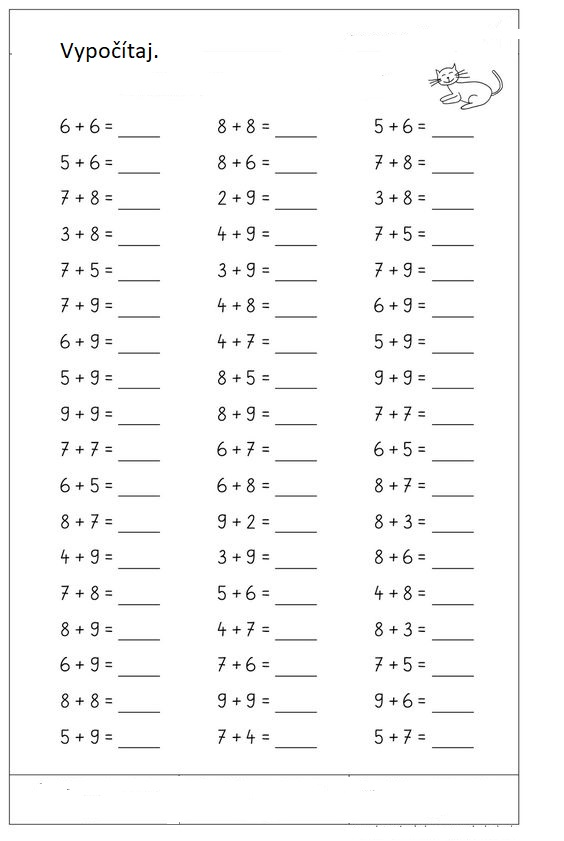 Vypočítaj.
6 + 6 = _____ 8 + 8 = _____ 5 + 6 = _____
5 + 6 = _____ 8 + 6 = _____ 7 + 8 = _____
7 + 8 = _____ 2 + 9 = _____ 3 + 8 = _____
3 + 8 = _____ 4 + 9 = _____ 7 + 5 = _____
7 + 5 = _____ 3 + 9 = _____ 7 + 9 = _____
7 + 9 = _____ 4 + 8 = _____ 6 + 9 = _____
6 + 9 = _____ 4 + 7 = _____ 5 + 9 = _____
5 + 9 = _____ 8 + 5 = _____ 9 + 9 = _____
9 + 9 = _____ 8 + 9 = _____ 7 + 7 = _____
7 + 7 = _____ 6 + 7 = _____ 6 + 5 = _____
6 + 5 = _____ 6 + 8 = _____ 8 + 7 = _____
8 + 7 = _____ 9 + 2 = _____ 8 + 3 = _____
4 + 9 = _____ 3 + 9 = _____ 8 + 6 = _____
7 + 8 = _____ 5 + 6 = _____ 4 + 8 = _____
8 + 9 = _____ 4 + 7 = _____ 8 + 3 = _____
6 + 9 = _____ 7 + 6 = _____ 7 + 5 = _____
8 + 8 = _____ 9 + 9 = _____ 9 + 6 = _____
5 + 9 = _____ 7 + 4 = _____ 5 + 7 = _____